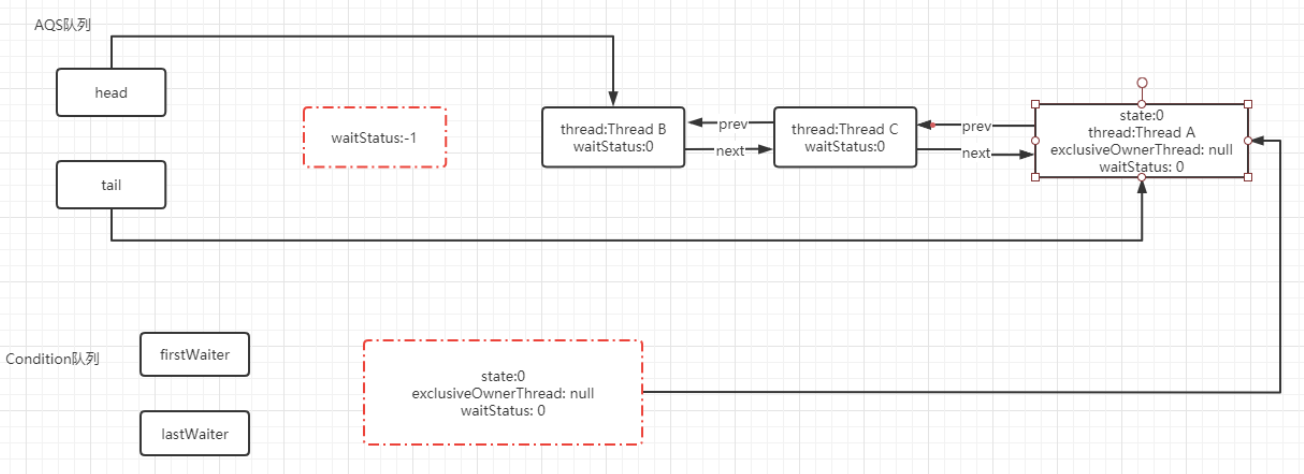 AQS队列
head
tail
waitStatus:-1
thread:Thread B
waitStatus:0
prev
next
thread:Thread C
waitStatus:0
prev
next
state:0
thread:Thread A
exclusiveOwnerThread: null
waitStatus: 0
Condition队列
firstWaiter
lastWaiter
state:0
exclusiveOwnerThread: null
waitStatus: 0